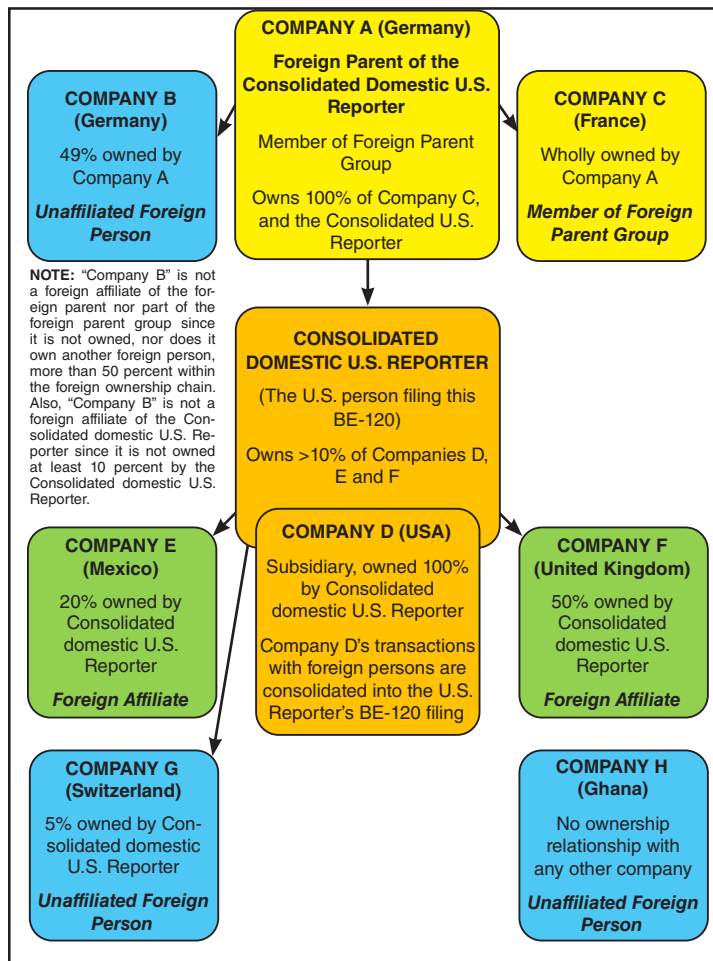 COMPANY A (Germany)
Foreign Parent of the
Consolidated Domestic U.S.
Reporter
Member of Foreign Parent
Group
Owns 100% of Company C,
and the Consolidated U.S.
Reporter
COMPANY B
(Germany)
49% owned by
Company A
Unaffiliated Foreign
Person
COMPANY C
(France)
Wholly owned by
Company A
Member of Foreign
Parent Group
NOTE: “Company B” is not
a foreign affiliate of the for-
eign parent nor part of the
foreign parent group since
it is not owned, nor does it
own another foreign person,
more than 50 percent within
the foreign ownership chain.
Also, “Company B” is not a
foreign affiliate of the Con-
solidated domestic U.S. Re-
porter since it is not owned
at least 10 percent by the
Consolidated domestic U.S.
Reporter.
CONSOLIDATED
DOMESTIC U.S. REPORTER
(The U.S. person filing this
BE-120)
Owns >10% of Companies D,
E and F
COMPANY D (USA)
Subsidiary, owned 100%
by Consolidated
domestic U.S. Reporter
Company D’s transactions
with foreign persons are
consolidated into the U.S.
Reporter’s BE-120 filing
COMPANY E
(Mexico)
20% owned by
Consolidated
domestic U.S.
Reporter
Foreign Affiliate
COMPANY F
(United Kingdom)
50% owned by
Consolidated
domestic U.S.
Reporter
Foreign Affiliate
COMPANY G
(Switzerland)
5% owned by Con-
solidated domestic
U.S. Reporter
Unaffiliated Foreign
Person
COMPANY H
(Ghana)
No ownership
relationship with
any other company
Unaffiliated Foreign
Person